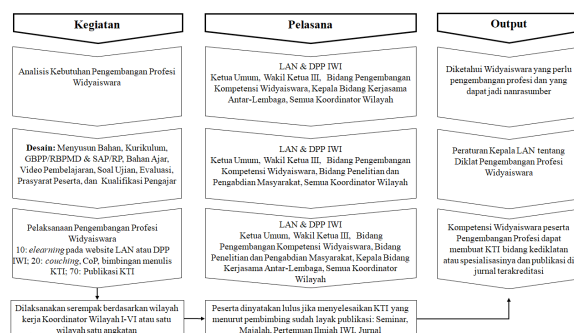 Kegiatan
Pelasana
Output
Analisis Kebutuhan Pengembangan Profesi
Widyaiswara
LAN & DPP IWI
Ketua Umum, Wakil Ketua III, Bidang Pengembangan
Kompetensi Widyaiswara, Kepala Bidang Kerjasama
Antar-Lembaga, Semua Koordinator Wilayah
Diketahui Widyaiswara yang perlu
pengembangan profesi dan yang
dapat jadi nanrasumber
Desain: Menyusun Bahan, Kurikulum,
GBPP/RBPMD & SAP/RP, Bahan Ajar,
Video Pembelajaran, Soal Ujian, Evaluasi,
Prasyarat Peserta, dan Kualifikasi Pengajar
LAN & DPP IWI
Ketua Umum, Wakil Ketua III, Bidang Pengembangan
Kompetensi Widyaiswara, Bidang Penelitian dan
Pengabdian Masyarakat, Semua Koordinator Wilayah
Peraturan Kepala LAN tentang
Diklat Pengembangan Profesi
Widyaiswara
Pelaksanaan Pengembangan Profesi
Widyaiswara
10: elearning pada website LAN atau DPP
IWI; 20: couching, CoP, bimbingan menulis
KTI; 70: Publikasi KTI
LAN & DPP IWI
Ketua Umum, Wakil Ketua III, Bidang
Pengembangan Kompetensi Widyaiswara, Bidang
Penelitian dan Pengabdian Masyarakat, Kepala Bidang
Kerjasama Antar-Lembaga, Semua Koordinator
Wilayah
Kompetensi Widyaiswara peserta
Pengembangan Profesi dapat
membuat KTI bidang kediklatan
atau spesialisasinya dan publikasi di
jurnal terakreditasi
Dilaksanakan serempak berdasarkan wilayah
kerja Koordinator Wilayah I-VI atau satu
wilayah satu angkatan
Peserta dinyatakan lulus jika menyelesaikan KTI yang
menurut pembimbing sudah layak publikasi: Seminar,
Majalah, Pertemuan Ilmiah IWI, Jurnal